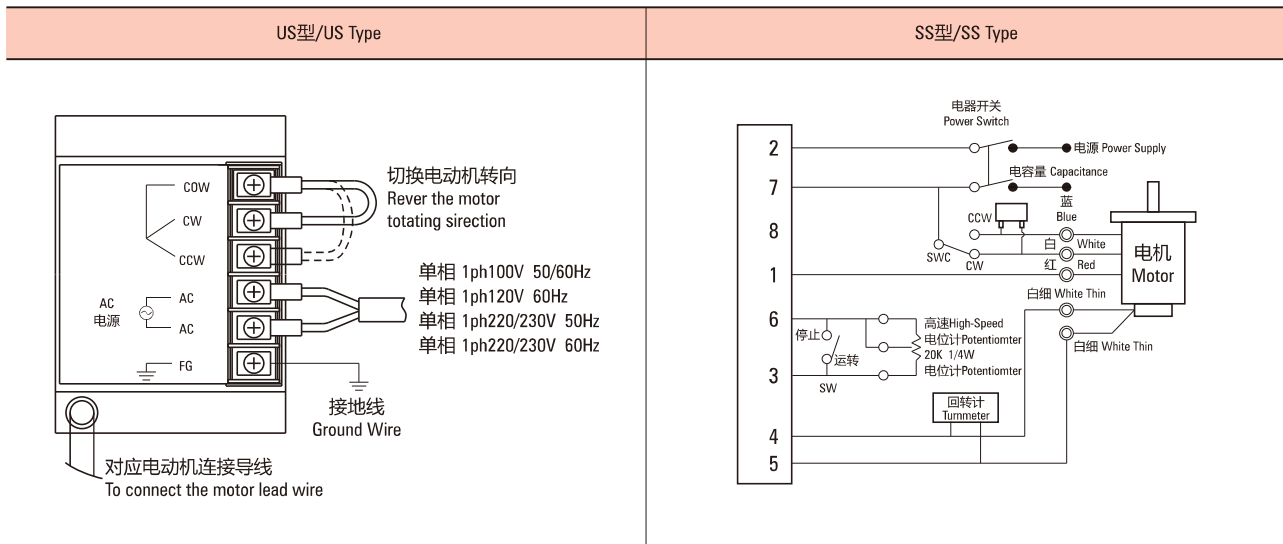 US型/US Type
SS型/SS Type
COW
CW
CCW
AC
电源
AC
AC
FG
切换电动机转向
Rever the motor
totating sirection
单相 1ph100V 50/60Hz
单相 1ph120V 60Hz
单相 1ph220/230V 50Hz
单相 1ph220/230V 60Hz
接地线
Ground Wire
对应电动机连接导线
To connect the motor lead wire
电器开关
Power Switch
2
电源 Power Supply
电容量 Capacitance
7
蓝
Blue
CCW
8
白 White
SWC
CW
红 Red
1
电机
Motor
白细 White Thin
6
高速High-Speed
停止
电位计Potentiomter
白细 White Thin
20K 1/4W
运转
3
电位计Potentiomter
SW
回转计
Tummeter
4
5